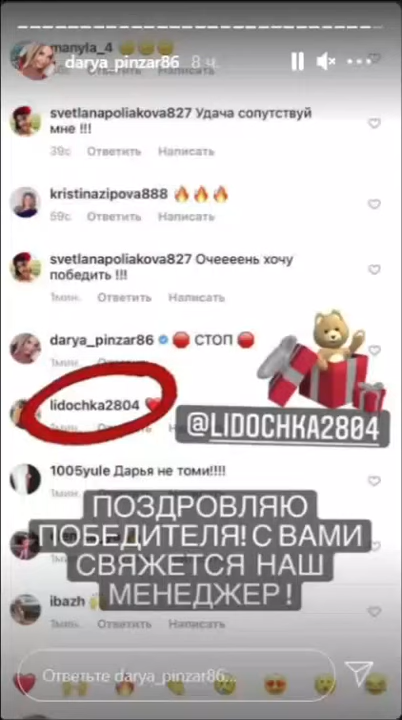 manyla_4
darya_pinzar86 8 ч.
svetlanapoliakova827 Удача сопутствуй
мне !!!
39с Ответить Написать
kristinazipova888 🔥🔥🔥
59с Ответить Написать
svetlanapoliakova827 Очеееень хочу
победить !!!
1мин. Ответить Написать
darya_pinzar86 🔴 СТОП 🔴
1мин.
lidochka2804
@LIDOCHKA2804
1мин.
1005yule Дарья не томи!!!!
1мин.
ПОЗДРОВЛЯЮ
ПОБЕДИТЕЛЯ! С ВАМИ
СВЯЖЕТСЯ НАШ
МЕНЕДЖЕР !
ibazh
1мин. Ответить Написать
Ответьте darya_pinzar86...